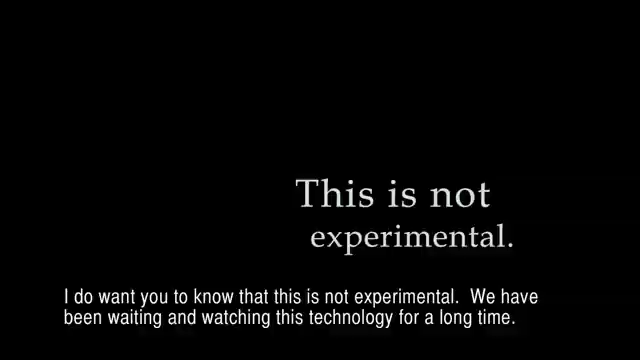 This is not
experimental.
I do want you to know that this is not experimental.  We have
been waiting and watching this technology for a long time.